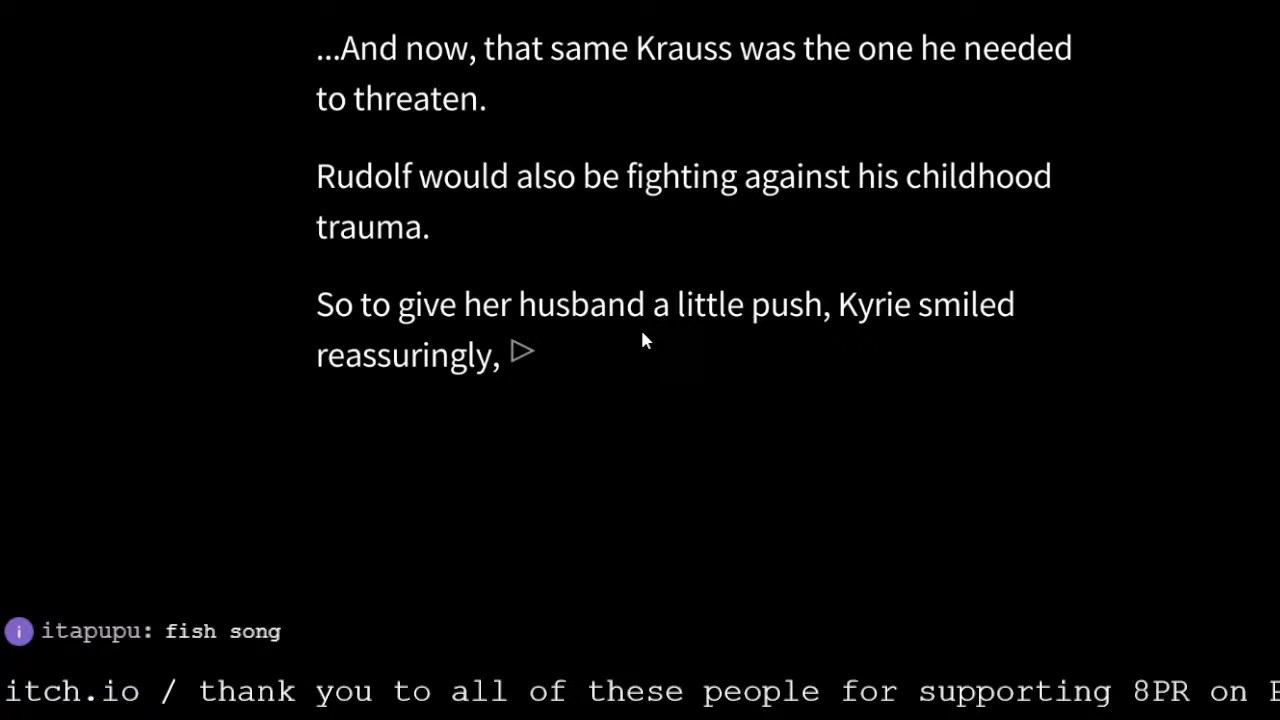 ...And now, that same Krauss was the one he needed
to threaten.
Rudolf would also be fighting against his childhood
trauma.
So to give her husband a little push, Kyrie smiled
reassuringly,
i itapupu: fish song
itch.io / thank you to all of these people for supporting 8PR on